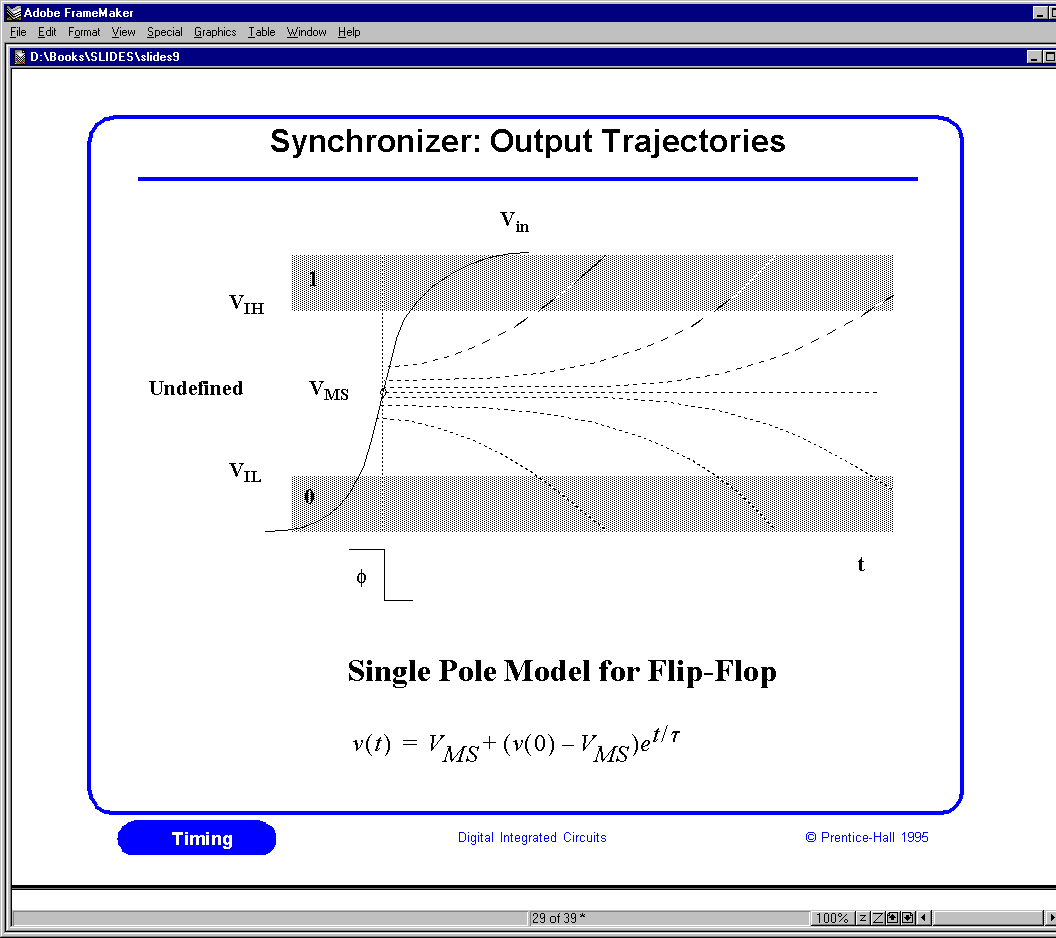 Adobe FrameMaker
File Edit Format View Special Graphics Table Window Help
D:\Books\SLIDES\slides9
Synchronizer: Output Trajectories
Vin
1
VIH
Undefined
VMS
VIL
0
ϕ
t
Single Pole Model for Flip-Flop
v(t) = VMS + (v(0) – VMS)e^t/τ
Timing
Digital Integrated Circuits
© Prentice-Hall 1995
29 of 39 *
100%
z Z